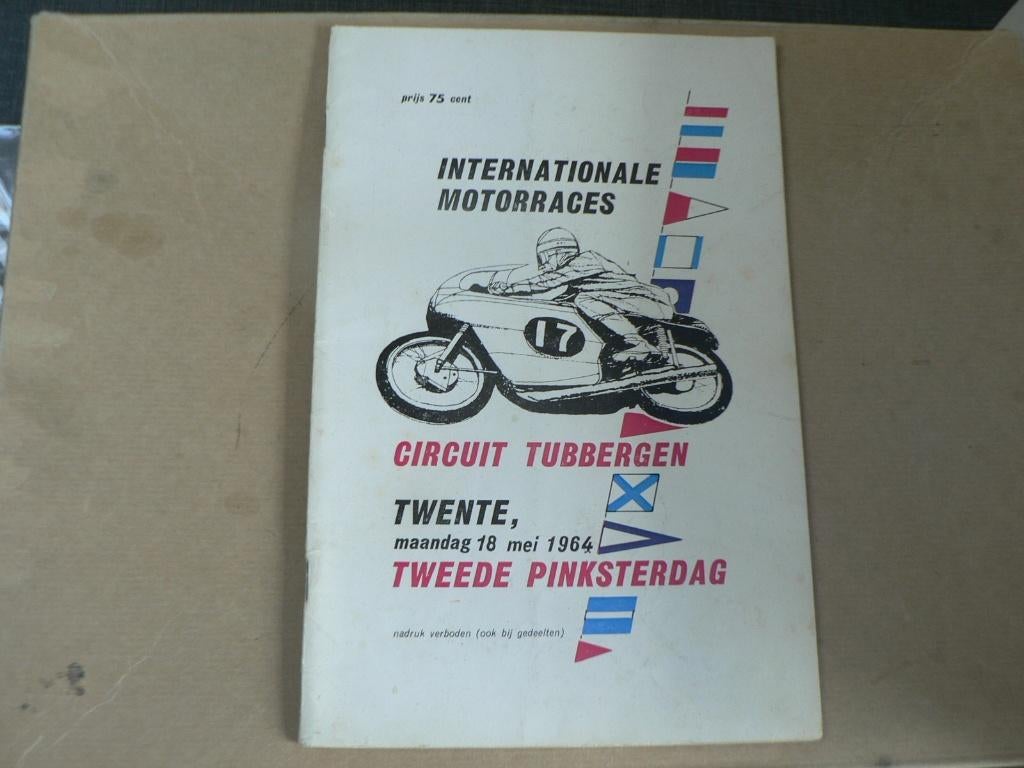 prijs 75 cent
INTERNATIONALE
MOTORRACES
17
CIRCUIT TUBBERGEN
TWENTE,
maandag 18 mei 1964
TWEEDE PINKSTERDAG
nadruk verboden (ook bij gedeelten)